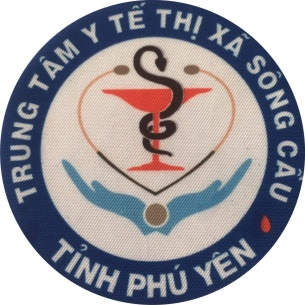 TRUNG TÂM Y TẾ THỊ XÃ SÔNG CẦU
TỈNH PHÚ YÊN